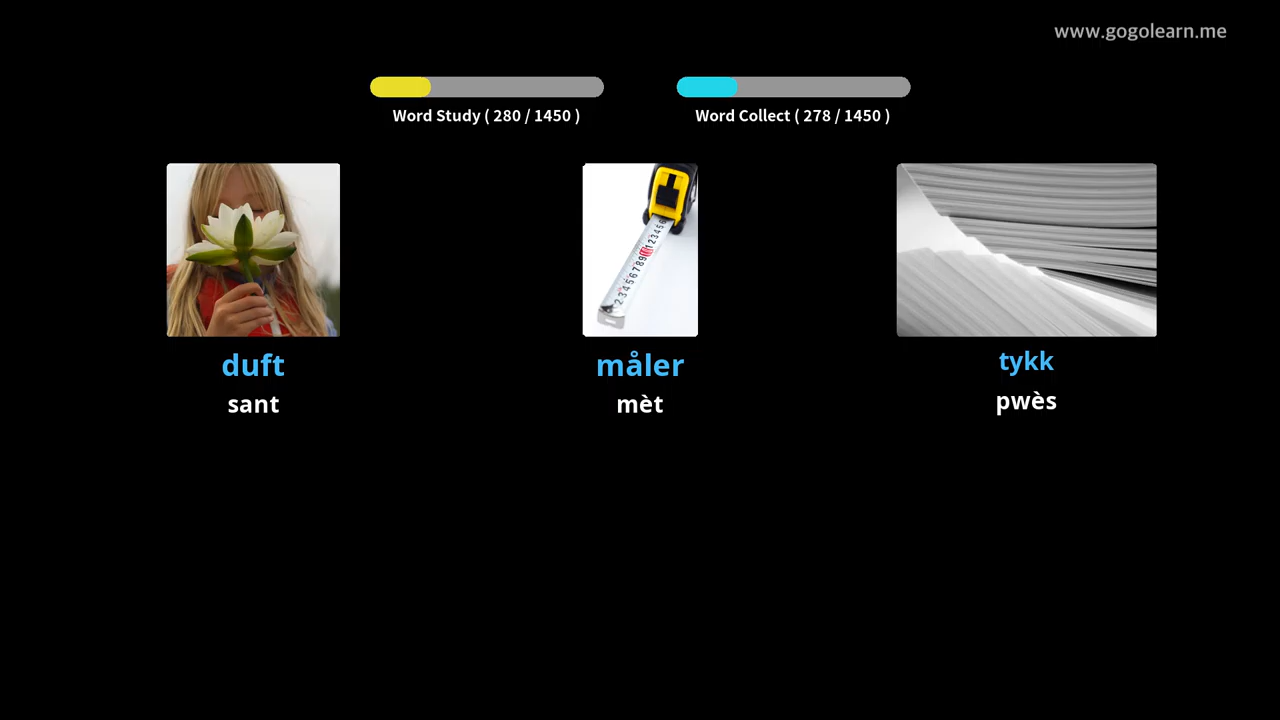 www.gogolearn.me
Word Study ( 280 / 1450 )
Word Collect ( 278 / 1450 )
duft
sant
måler
mèt
tykk
pwès